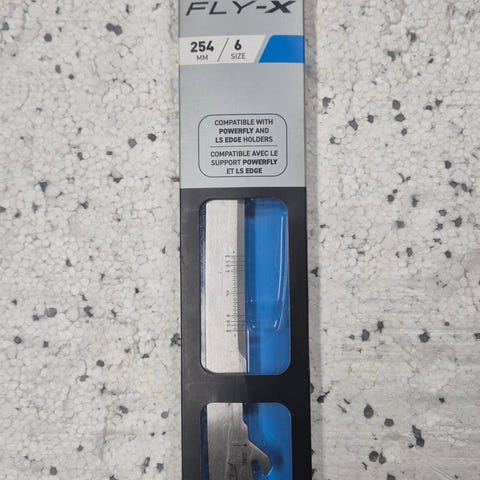 FLY-X
254 / 6
MM SIZE
COMPATIBLE WITH
POWERFLY AND
LS EDGE HOLDERS
COMPATIBLE AVEC LE
SUPPORT POWERFLY
ET LS EDGE